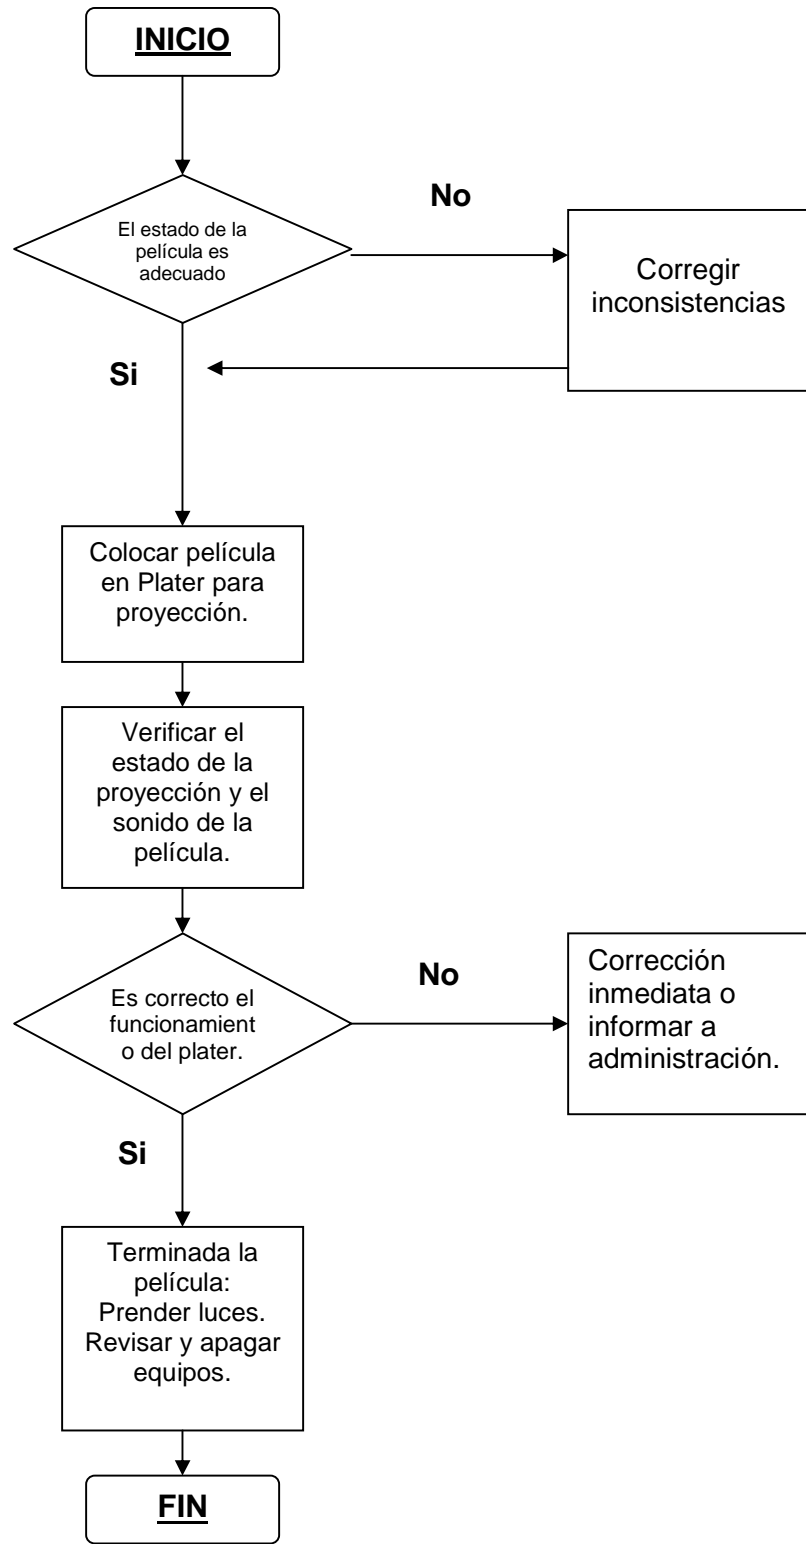 INICIO
El estado de la
película es
adecuado
No
Corregir
inconsistencias
Si
Colocar película
en Plater para
proyección.
Verificar el
estado de la
proyección y el
sonido de la
película.
Es correcto el
funcionamient
o del plater.
No
Corrección
inmediata o
informar a
administración.
Si
Terminada la
película:
Prender luces.
Revisar y apagar
equipos.
FIN